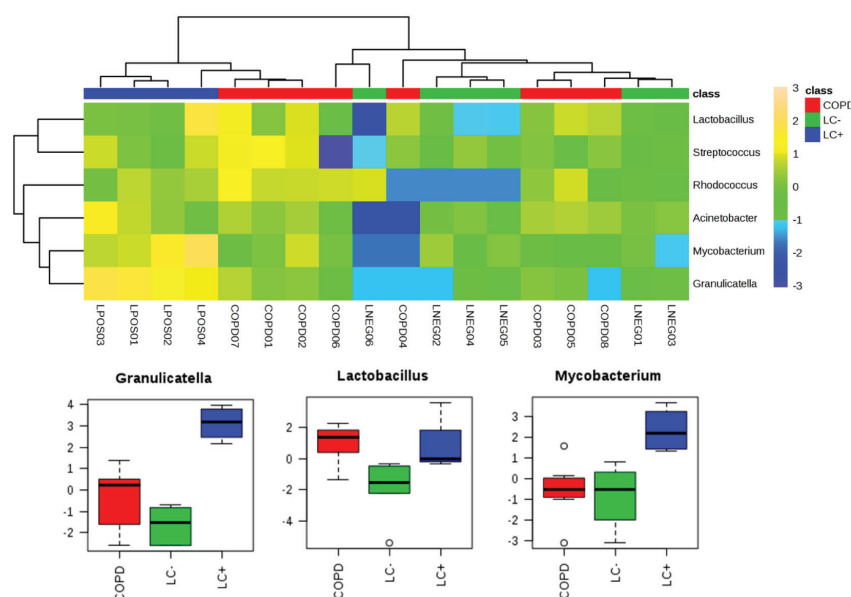 class
3
2
1
0
-1
-2
-3
class
COPD
LC-
LC+
Lactobacillus
Streptococcus
Rhodococcus
Acinetobacter
Mycobacterium
Granulicatella
LPOS03
LPOS01
LPOS02
LPOS04
COPD07
COPD01
COPD02
COPD06
LNEG06
COPD04
LNEG02
LNEG04
LNEG05
COPD03
COPD05
COPD08
LNEG01
LNEG03
Granulicatella
4
3
2
1
0
-1
-2
COPD
LC-
LC+
Lactobacillus
2
0
-2
-4
COPD
LC-
LC+
Mycobacterium
3
2
1
0
-1
-2
-3
COPD
LC-
LC+